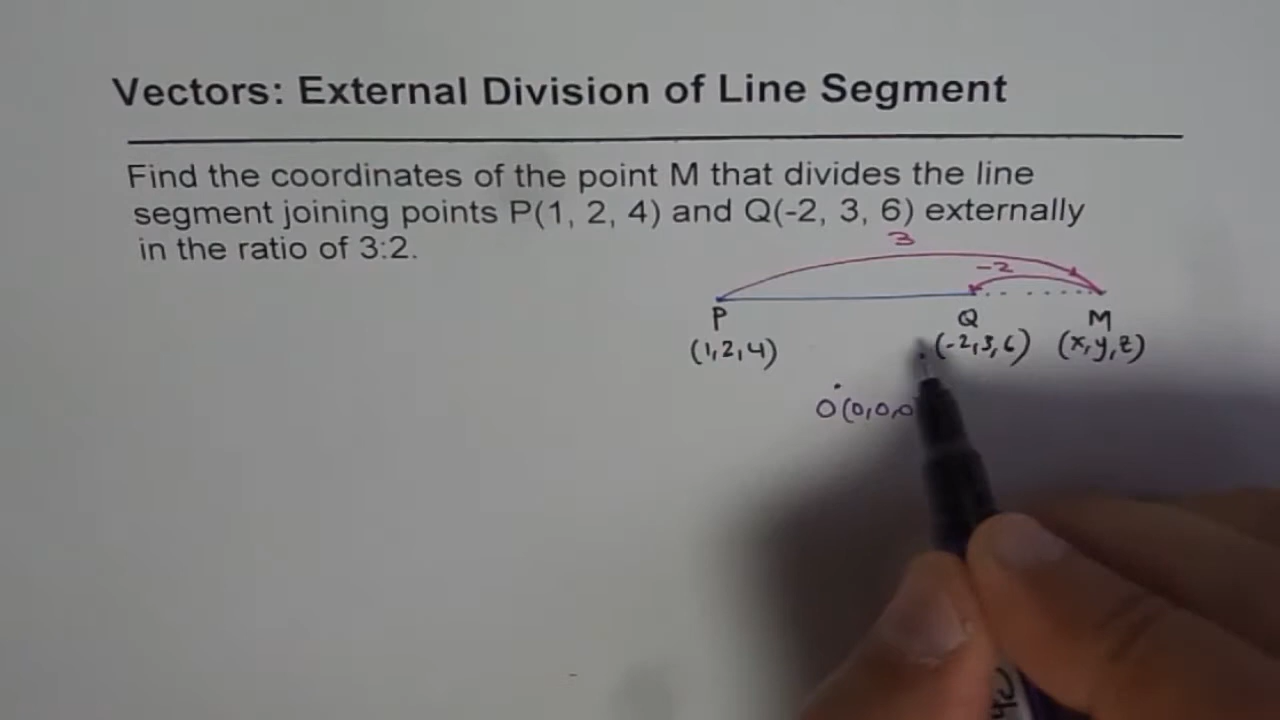 Vectors: External Division of Line Segment
Find the coordinates of the point M that divides the line
segment joining points P(1, 2, 4) and Q(-2, 3, 6) externally
in the ratio of 3:2.
3
-2
P Q M
(1,2,4) (-2,3,6) (x,y,z)
O(0,0,0